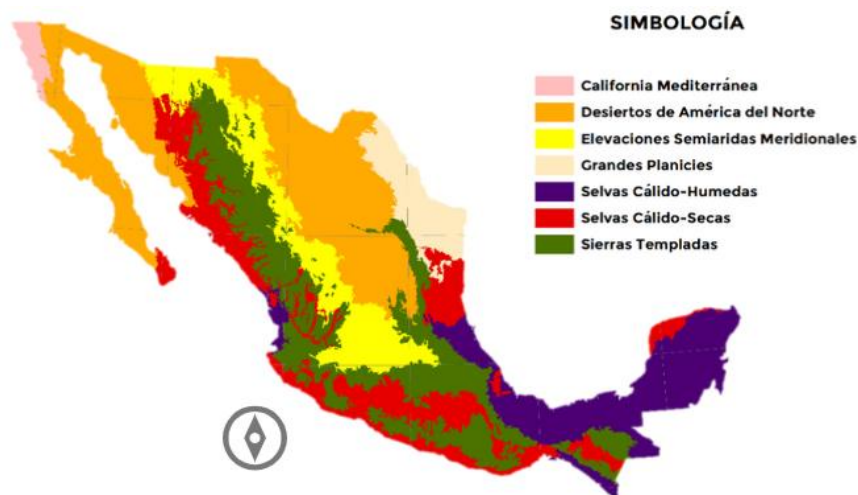 SIMBOLOGÍA
California Mediterránea
Desiertos de América del Norte
Elevaciones Semiaridas Meridionales
Grandes Planicies
Selvas Cálido-Humedas
Selvas Cálido-Secas
Sierras Templadas